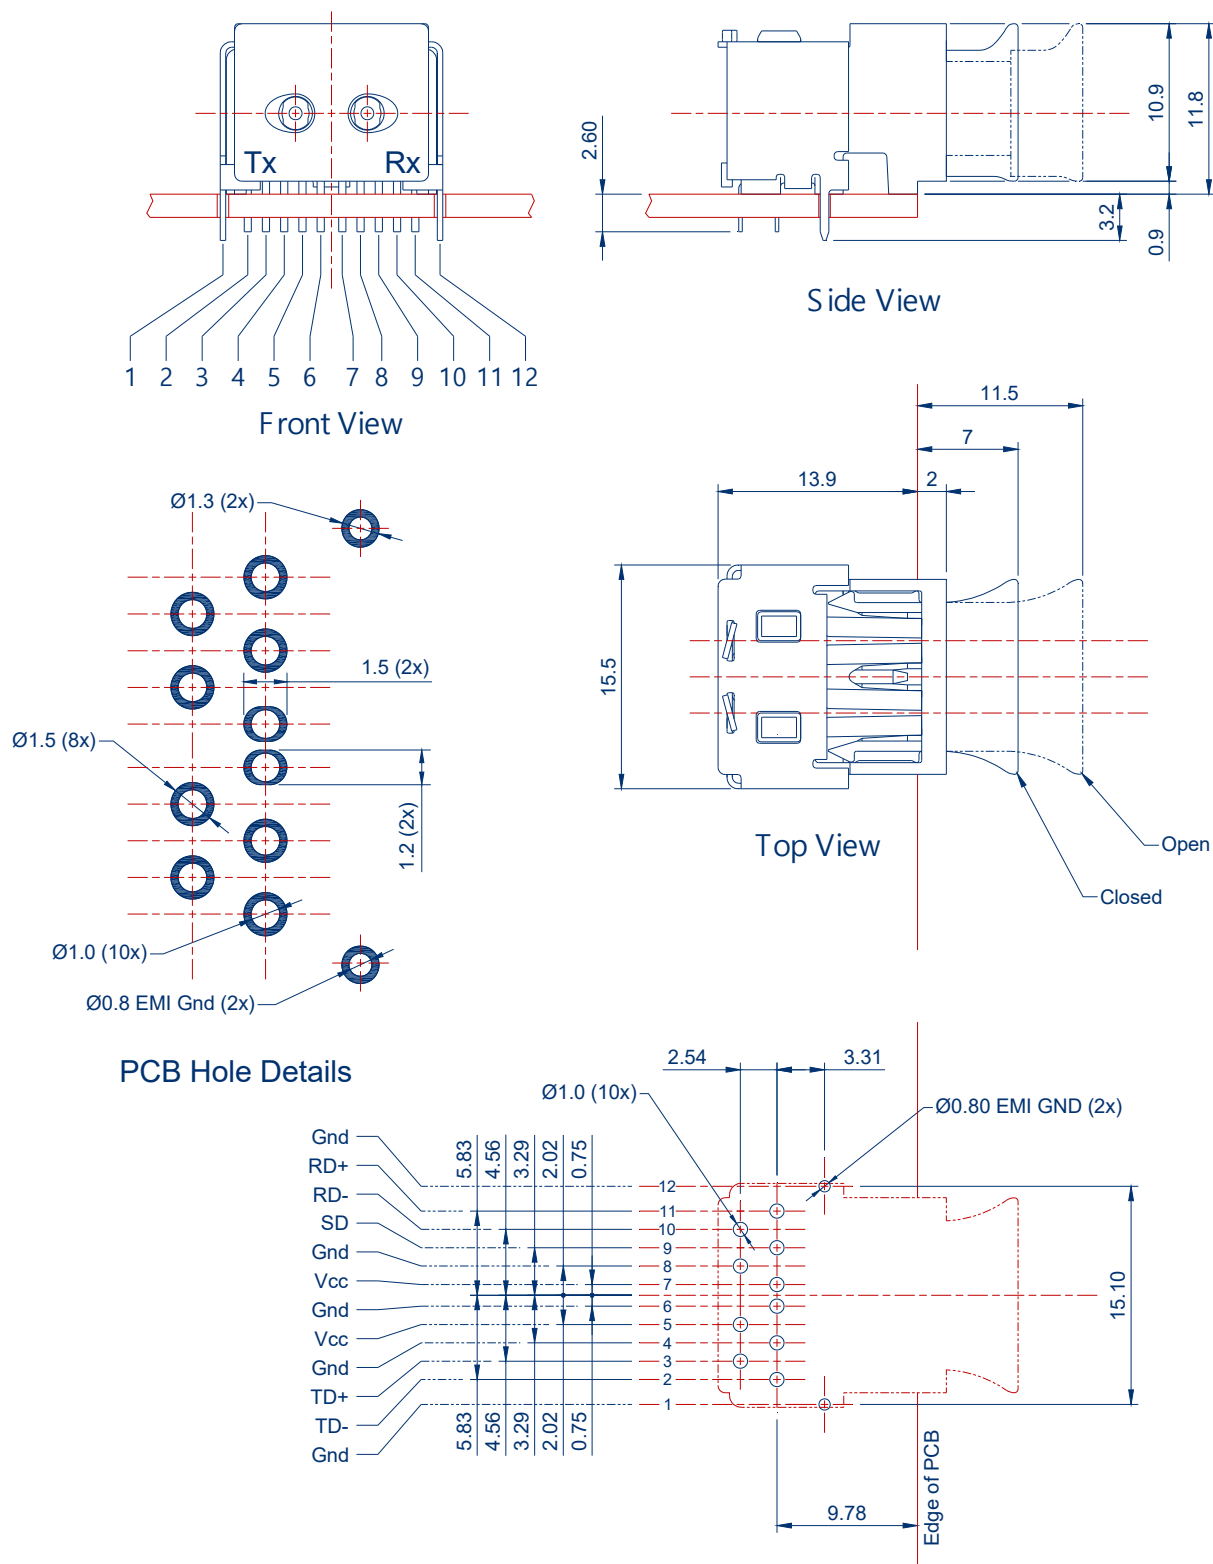 Tx Rx
1 2 3 4 5 6 7 8 9 10 11 12
Front View
2.60
10.9
11.8
3.2
0.9
Side View
11.5
7
13.9 2
15.5
Top View
Open
Closed
Ø1.3 (2x)
1.5 (2x)
Ø1.5 (8x)
1.2 (2x)
Ø1.0 (10x)
Ø0.8 EMI Gnd (2x)
PCB Hole Details
2.54 3.31
Ø1.0 (10x)
Ø0.80 EMI GND (2x)
5.83 4.56 3.29 2.02 0.75
Gnd
RD+
RD-
SD
Gnd
Vcc
Gnd
Vcc
Gnd
TD+
TD-
Gnd
12
11
10
9
8
7
6
5
4
3
2
1
5.83 4.56 3.29 2.02 0.75
15.10
9.78
Edge of PCB